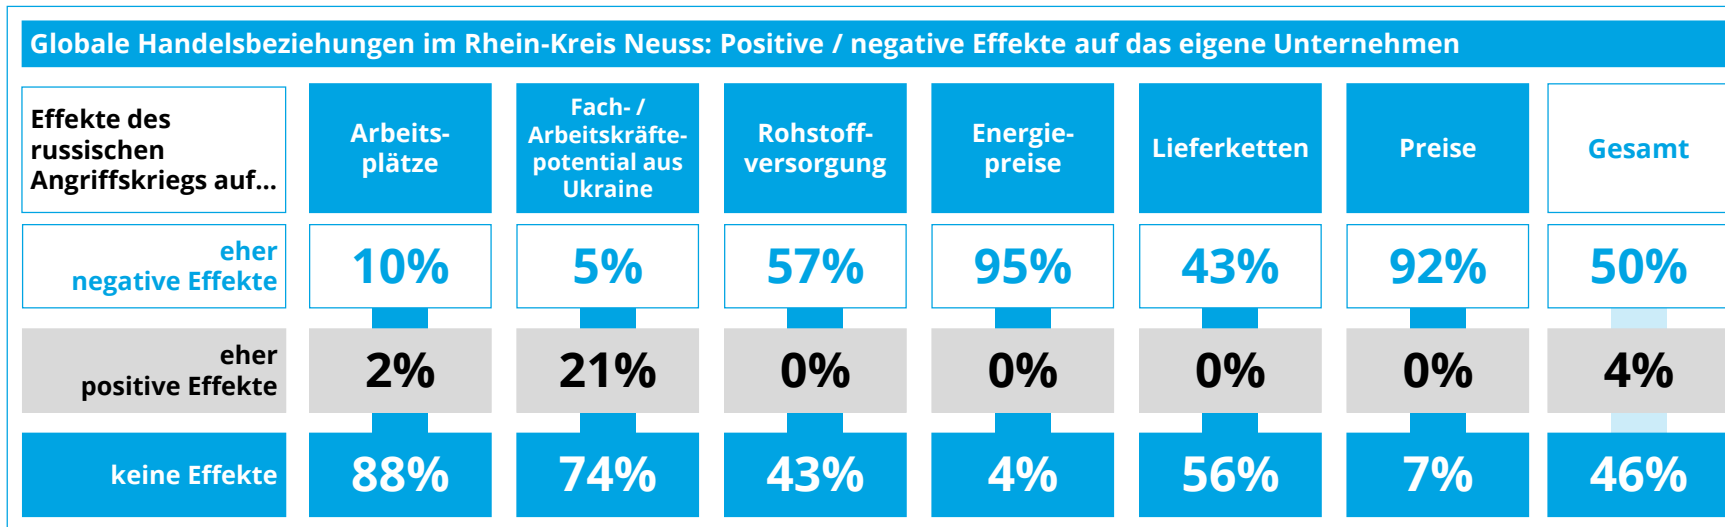 Globale Handelsbeziehungen im Rhein-Kreis Neuss: Positive / negative Effekte auf das eigene Unternehmen
Effekte des
russischen
Angriffskriegs auf...
Arbeits-
plätze
Fach- /
Arbeitskräfte-
potential aus
Ukraine
Rohstoff-
versorgung
Energie-
preise
Lieferketten
Preise
Gesamt
eher
negative Effekte
10%
5%
57%
95%
43%
92%
50%
eher
positive Effekte
2%
21%
0%
0%
0%
0%
4%
keine Effekte
88%
74%
43%
4%
56%
7%
46%